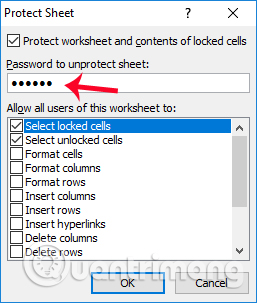 Protect Sheet
Protect worksheet and contents of locked cells
Password to unprotect sheet:
••••••
Allow all users of this worksheet to:
Select locked cells
Select unlocked cells
Format cells
Format columns
Format rows
Insert columns
Insert rows
Insert hyperlinks
Delete columns
Delete rows
Quantrimang
OK
Cancel